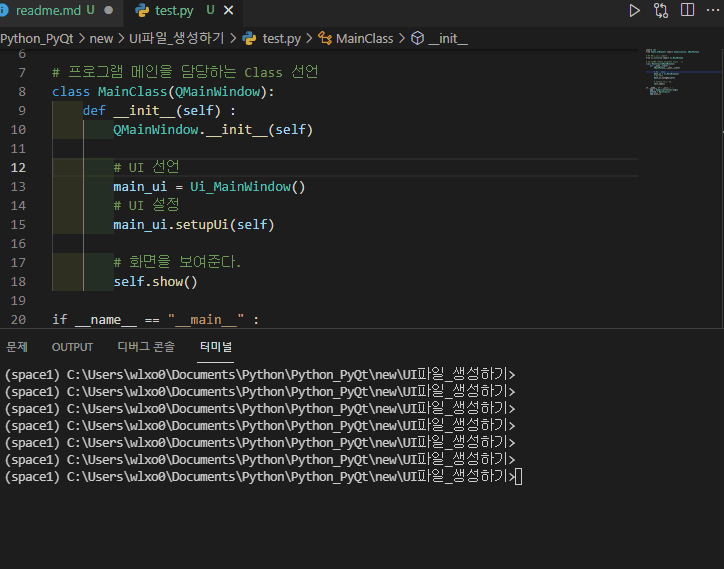 readme.md U
test.py U
Python_PyQt > new > UI파일_생성하기 > test.py > MainClass > __init__
6
7 # 프로그램 메인을 담당하는 Class 선언
8 class MainClass(QMainWindow):
9 def __init__(self) :
10 QMainWindow.__init__(self)
11
12 # UI 선언
13 main_ui = Ui_MainWindow()
14 # UI 설정
15 main_ui.setupUi(self)
16
17 # 화면을 보여준다.
18 self.show()
19
20 if __name__ == "__main__" :
문제 OUTPUT 디버그 콘솔 터미널
(space1) C:\Users\wlxo0\Documents\Python\Python_PyQt\new\UI파일_생성하기>
(space1) C:\Users\wlxo0\Documents\Python\Python_PyQt\new\UI파일_생성하기>
(space1) C:\Users\wlxo0\Documents\Python\Python_PyQt\new\UI파일_생성하기>
(space1) C:\Users\wlxo0\Documents\Python\Python_PyQt\new\UI파일_생성하기>
(space1) C:\Users\wlxo0\Documents\Python\Python_PyQt\new\UI파일_생성하기>
(space1) C:\Users\wlxo0\Documents\Python\Python_PyQt\new\UI파일_생성하기>
(space1) C:\Users\wlxo0\Documents\Python\Python_PyQt\new\UI파일_생성하기>